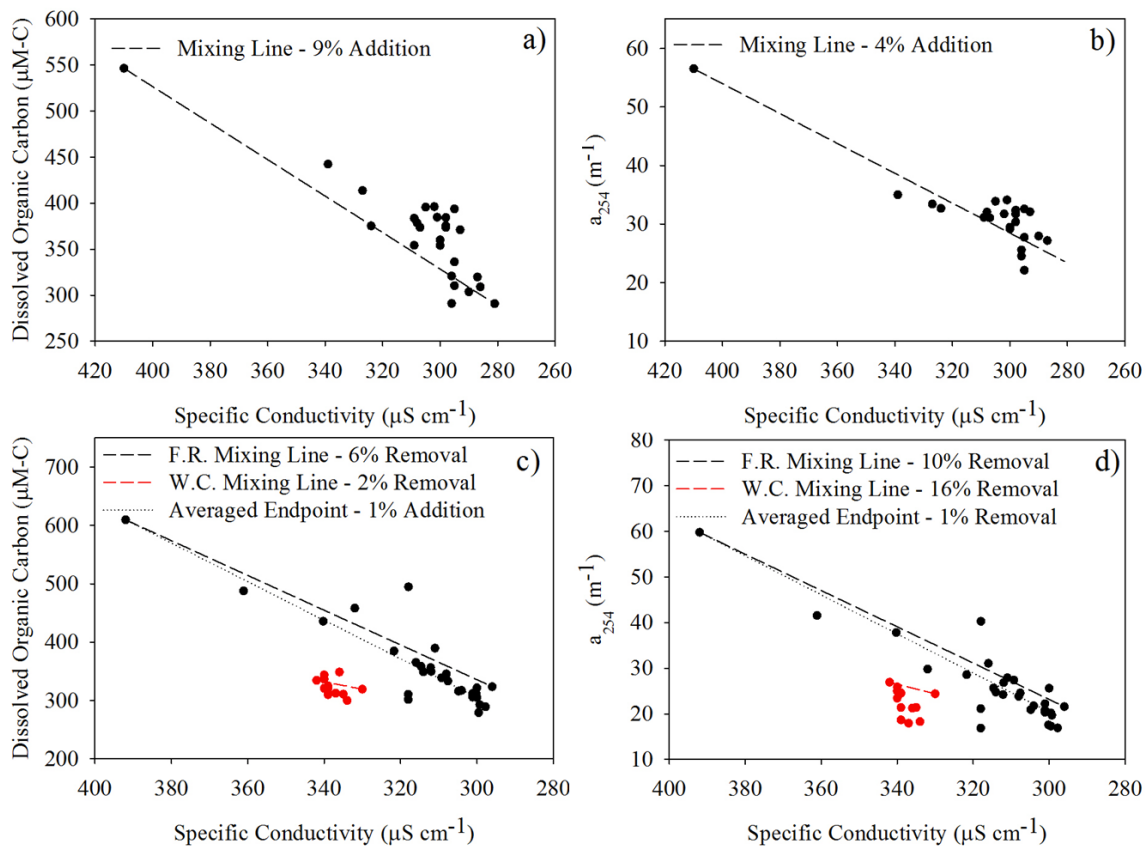 a)
Mixing Line - 9% Addition
Dissolved Organic Carbon (µM-C)
600
550
500
450
400
350
300
250
420 400 380 360 340 320 300 280 260
Specific Conductivity (µS cm⁻¹)
b)
Mixing Line - 4% Addition
a₂₅₄ (m⁻¹)
60
50
40
30
20
10
420 400 380 360 340 320 300 280 260
Specific Conductivity (µS cm⁻¹)
c)
F.R. Mixing Line - 6% Removal
W.C. Mixing Line - 2% Removal
Averaged Endpoint - 1% Addition
Dissolved Organic Carbon (µM-C)
700
600
500
400
300
200
400 380 360 340 320 300 280
Specific Conductivity (µS cm⁻¹)
d)
F.R. Mixing Line - 10% Removal
W.C. Mixing Line - 16% Removal
Averaged Endpoint - 1% Removal
a₂₅₄ (m⁻¹)
80
70
60
50
40
30
20
10
400 380 360 340 320 300 280
Specific Conductivity (µS cm⁻¹)